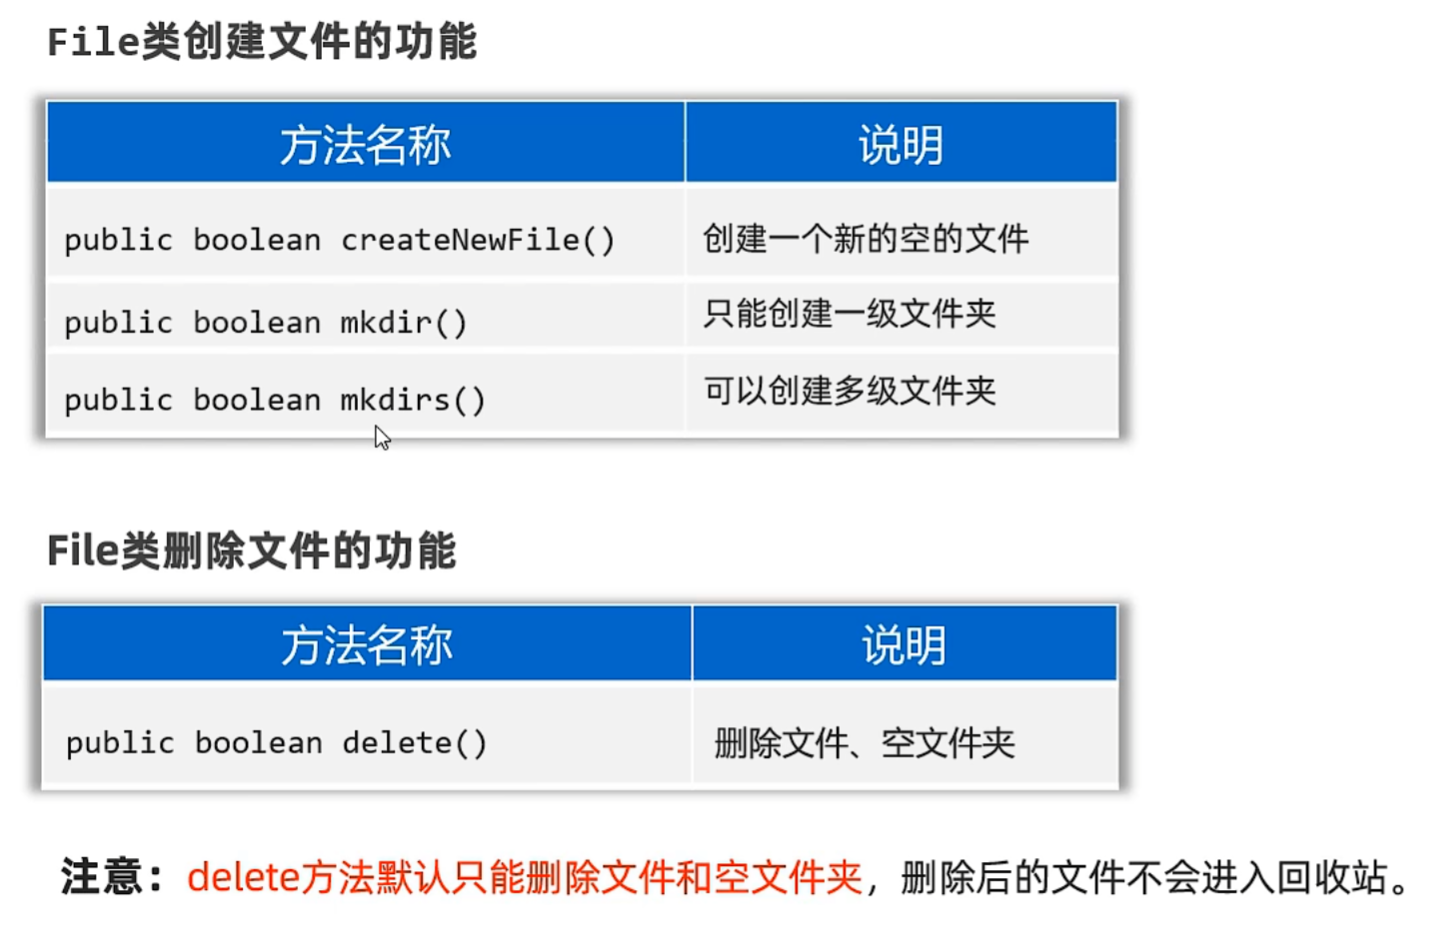 File类创建文件的功能
方法名称 说明
public boolean createNewFile() 创建一个新的空的文件
public boolean mkdir() 只能创建一级文件夹
public boolean mkdirs() 可以创建多级文件夹
File类删除文件的功能
方法名称 说明
public boolean delete() 删除文件、空文件夹
注意：delete方法默认只能删除文件和空文件夹，删除后的文件不会进入回收站。